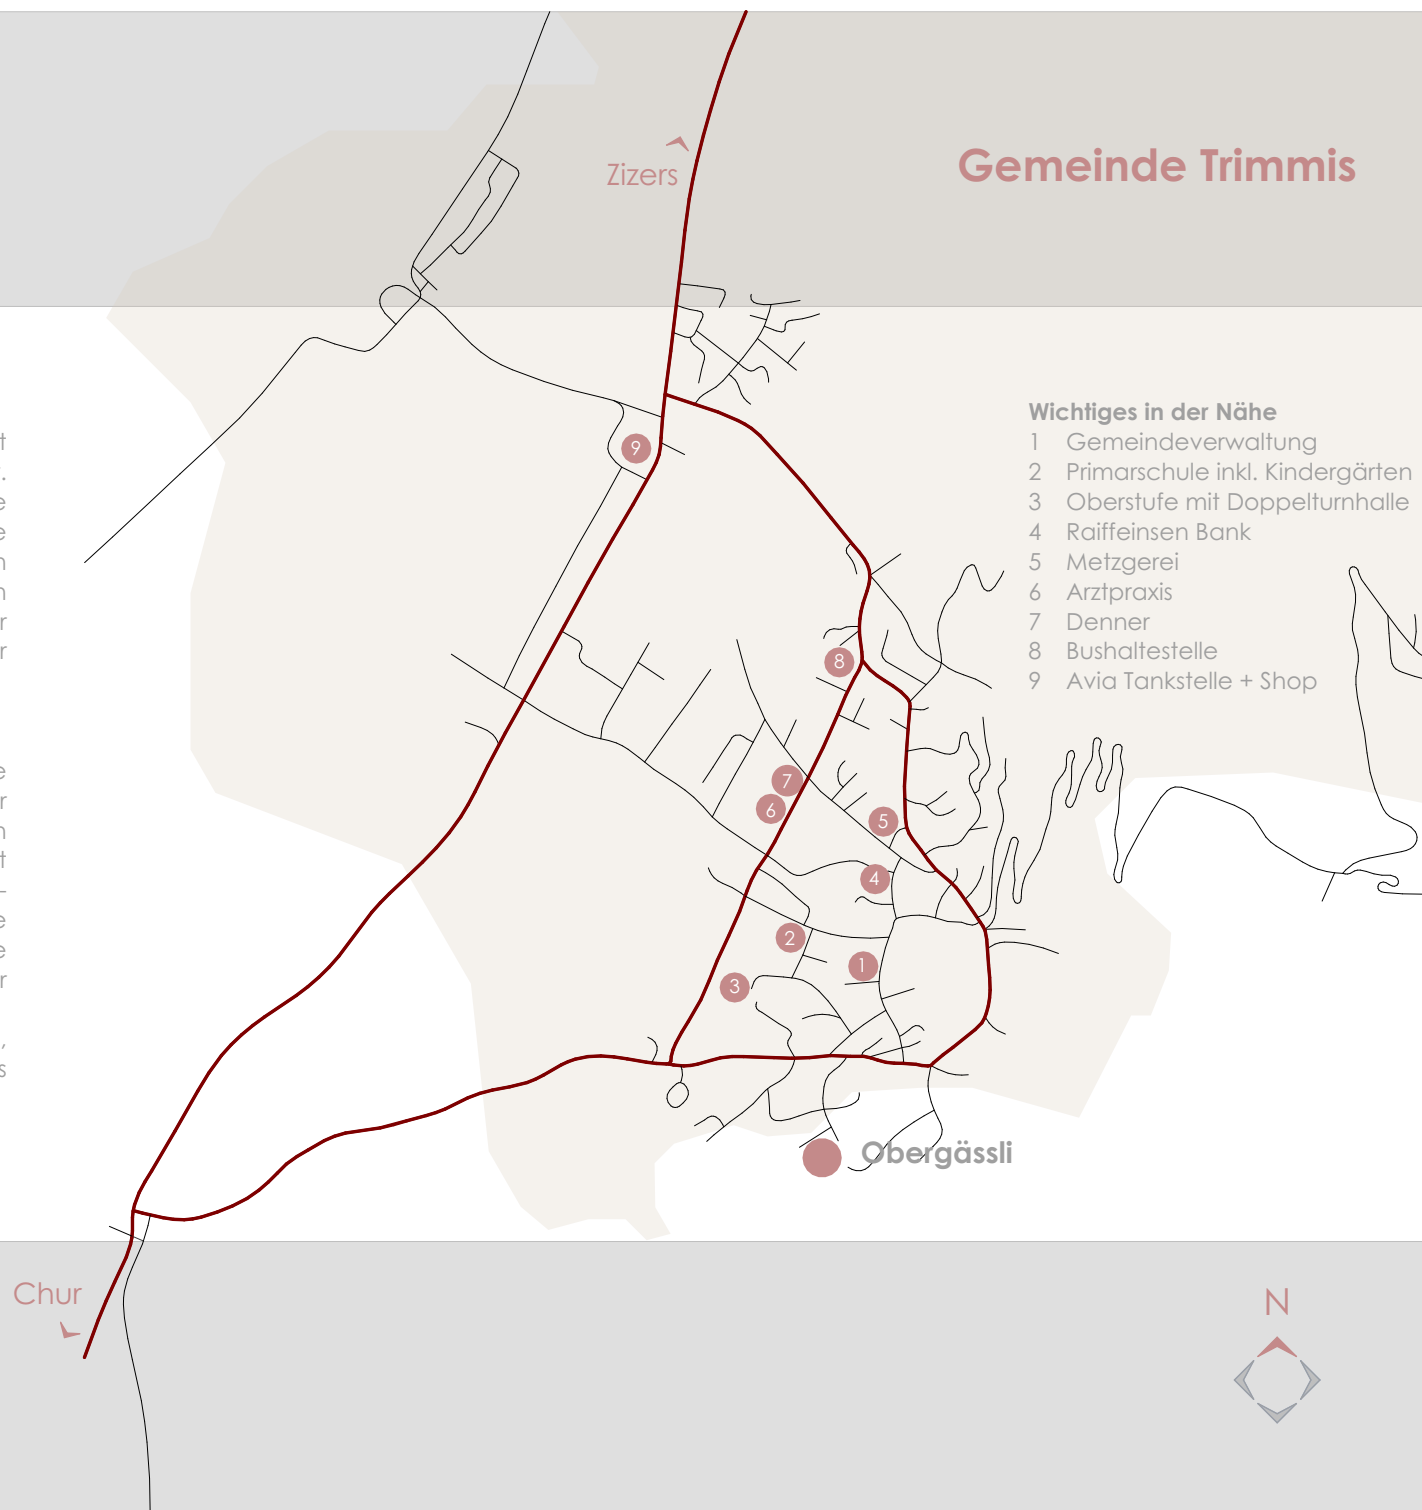 Gemeinde Trimmis
Zizers
Wichtiges in der Nähe
1 Gemeindeverwaltung
2 Primarschule inkl. Kindergärten
3 Oberstufe mit Doppelturnhalle
4 Raiffeinsen Bank
5 Metzgerei
6 Arztpraxis
7 Denner
8 Bushaltestelle
9 Avia Tankstelle + Shop
9
8
7
6
5
4
2
1
3
Obergässli
Chur
N